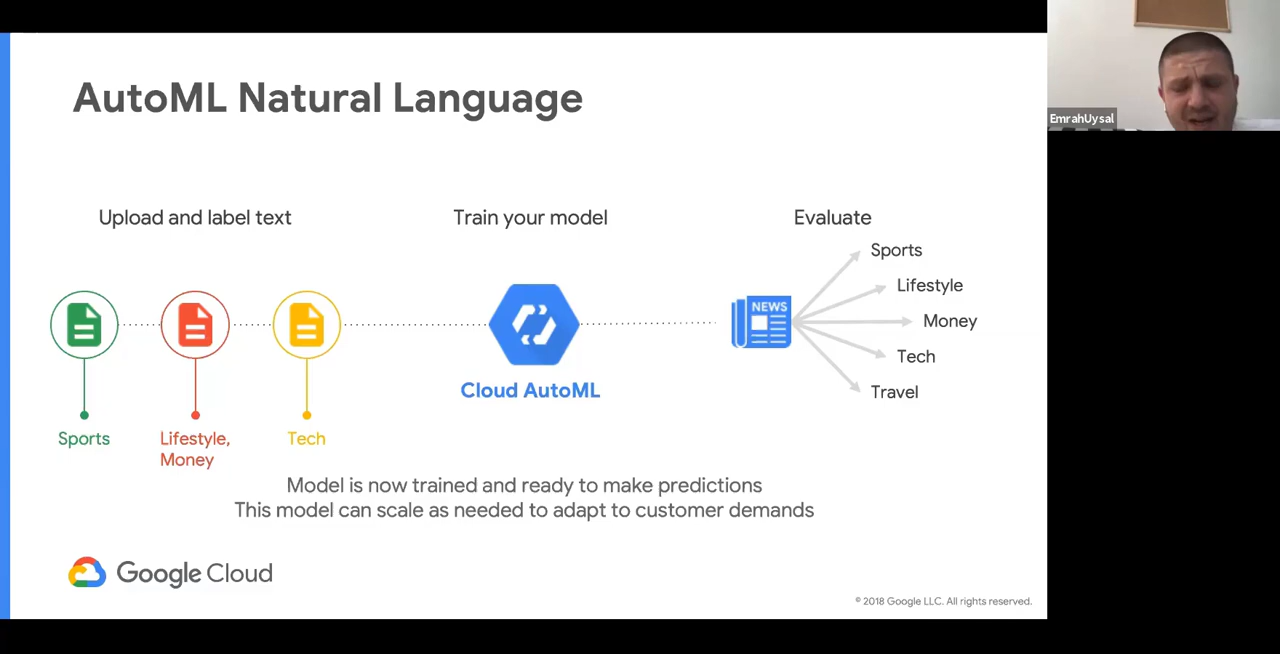 AutoML Natural Language
EmrahUysal
Upload and label text
Train your model
Evaluate
Sports
Lifestyle
Money
Tech
Travel
NEWS
Cloud AutoML
Sports
Lifestyle,
Money
Tech
Model is now trained and ready to make predictions
This model can scale as needed to adapt to customer demands
Google Cloud
© 2018 Google LLC. All rights reserved.